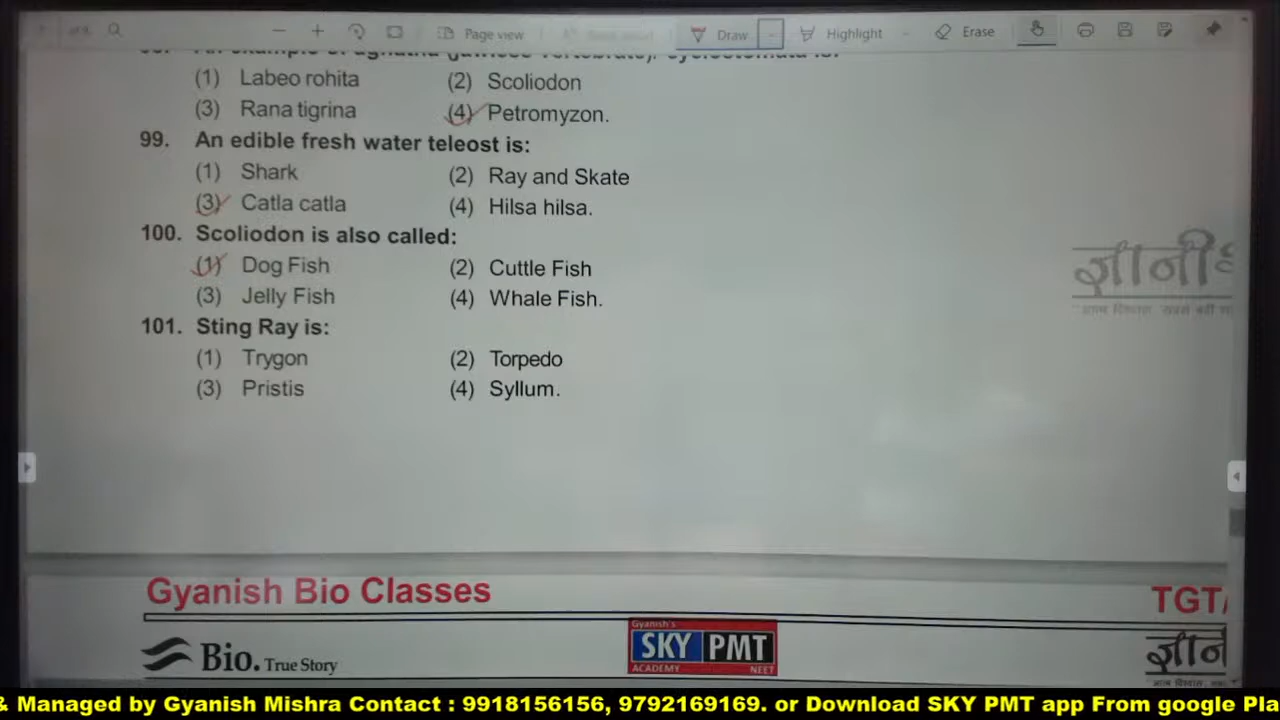 Page view
Draw
Highlight
Erase
(1) Labeo rohita (2) Scoliodon
(3) Rana tigrina (4) Petromyzon.
99. An edible fresh water teleost is:
(1) Shark (2) Ray and Skate
(3) Catla catla (4) Hilsa hilsa.
100. Scoliodon is also called:
(1) Dog Fish (2) Cuttle Fish
(3) Jelly Fish (4) Whale Fish.
101. Sting Ray is:
(1) Trygon (2) Torpedo
(3) Pristis (4) Syllum.
Gyanish Bio Classes
TGT/
Bio. True Story
Gyanish's
SKY PMT
ACADEMY NEET
& Managed by Gyanish Mishra Contact : 9918156156, 9792169169. or Download SKY PMT app From google Pla